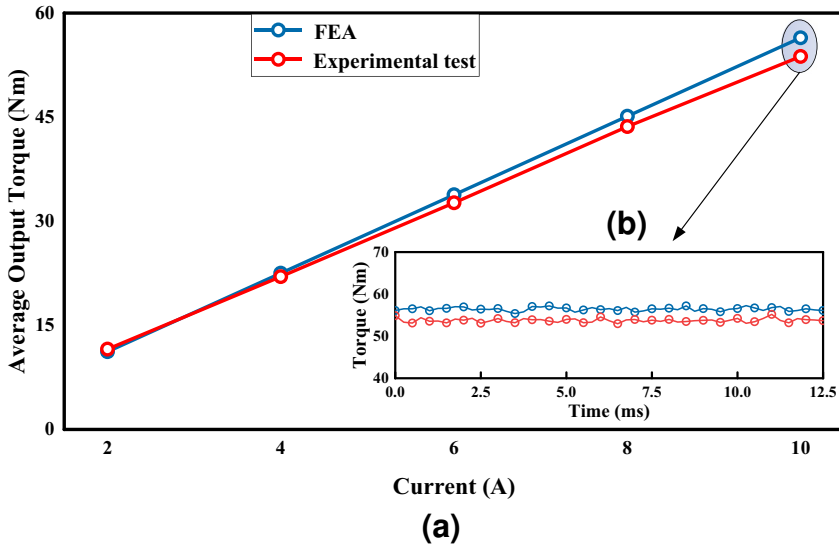 60
45
30
15
0
Average Output Torque (Nm)
FEA
Experimental test
(b)
70
60
50
40
Torque (Nm)
0.0 2.5 5.0 7.5 10.0 12.5
Time (ms)
2 4 6 8 10
Current (A)
(a)